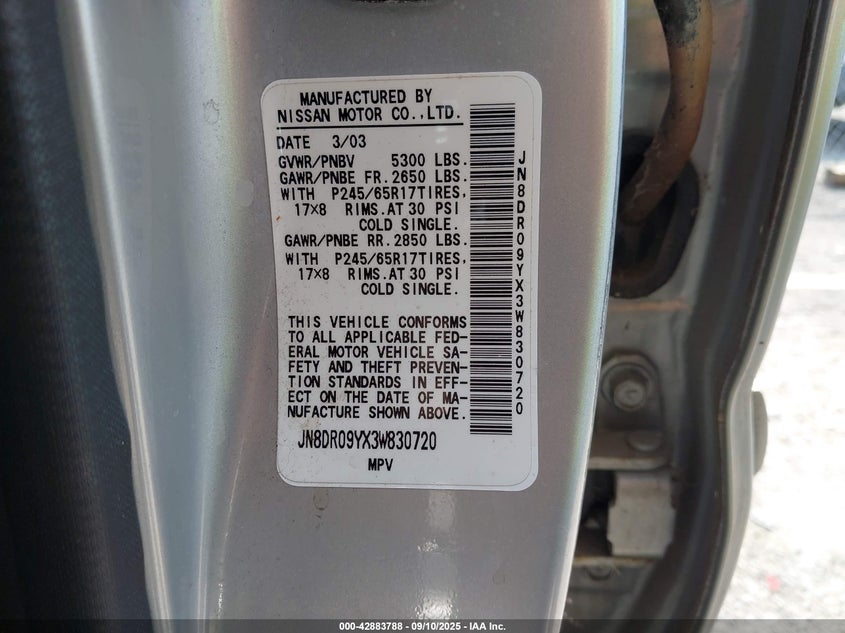 MANUFACTURED BY
NISSAN MOTOR CO.,LTD.
DATE 3/03
GVWR/PNBV 5300 LBS.
GAWR/PNBE FR.2650 LBS.
WITH P245/65R17TIRES,
17×8 RIMS.AT 30 PSI
COLD SINGLE.
GAWR/PNBE RR.2850 LBS.
WITH P245/65R17TIRES,
17×8 RIMS.AT 30 PSI
COLD SINGLE.
THIS VEHICLE CONFORMS
TO ALL APPLICABLE FED-
ERAL MOTOR VEHICLE SA-
FETY AND THEFT PREVEN-
TION STANDARDS IN EFF-
ECT ON THE DATE OF MA-
NUFACTURE SHOWN ABOVE.
JN8DR09YX3W830720
MPV
JN8DR09YX3W830720
000-42883788 - 09/10/2025 - IAA Inc.